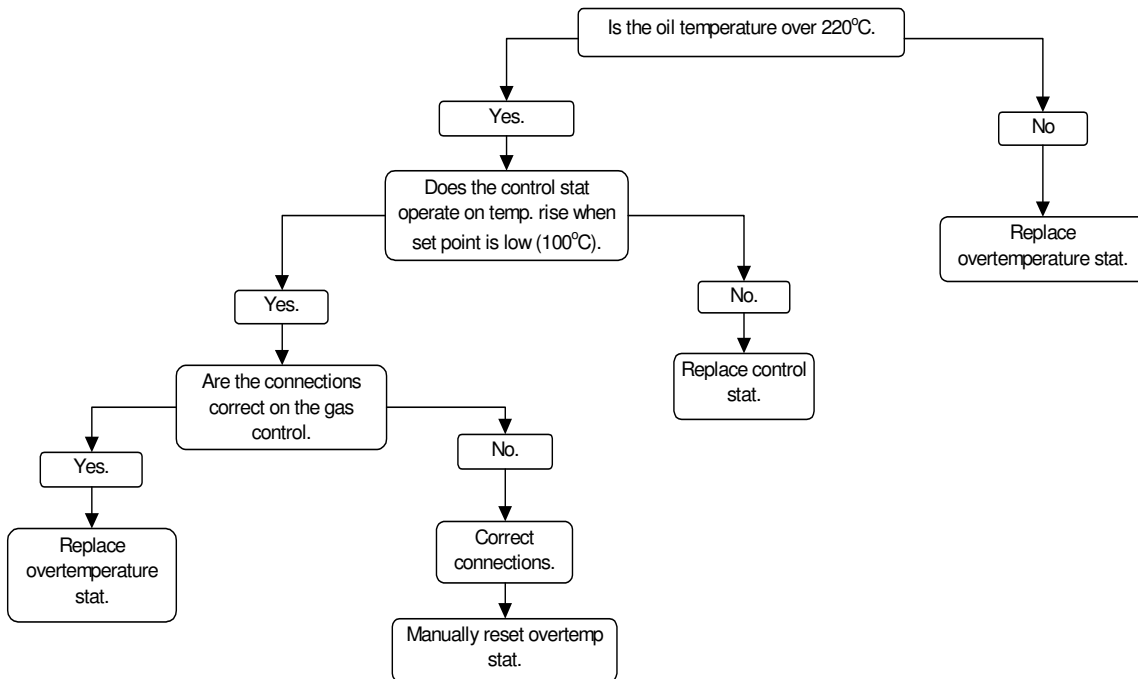 Is the oil temperature over 220°C.
Yes.
No
Does the control stat
operate on temp. rise when
set point is low (100°C).
Replace
overtemperature stat.
Yes.
No.
Are the connections
correct on the gas
control.
Replace control
stat.
Yes.
No.
Replace
overtemperature
stat.
Correct
connections.
Manually reset overtemp
stat.